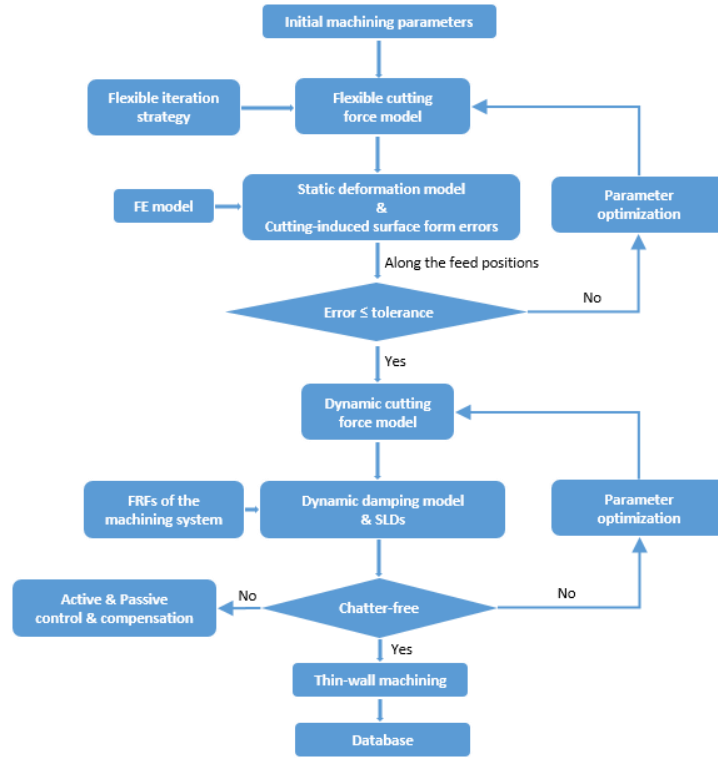 Initial machining parameters
Flexible iteration
strategy
Flexible cutting
force model
FE model
Static deformation model
&
Cutting-induced surface form errors
Parameter
optimization
Along the feed positions
Error ≤ tolerance
No
Yes
Dynamic cutting
force model
FRFs of the
machining system
Dynamic damping model
& SLDs
Parameter
optimization
Active & Passive
control & compensation
No
Chatter-free
No
Yes
Thin-wall machining
Database